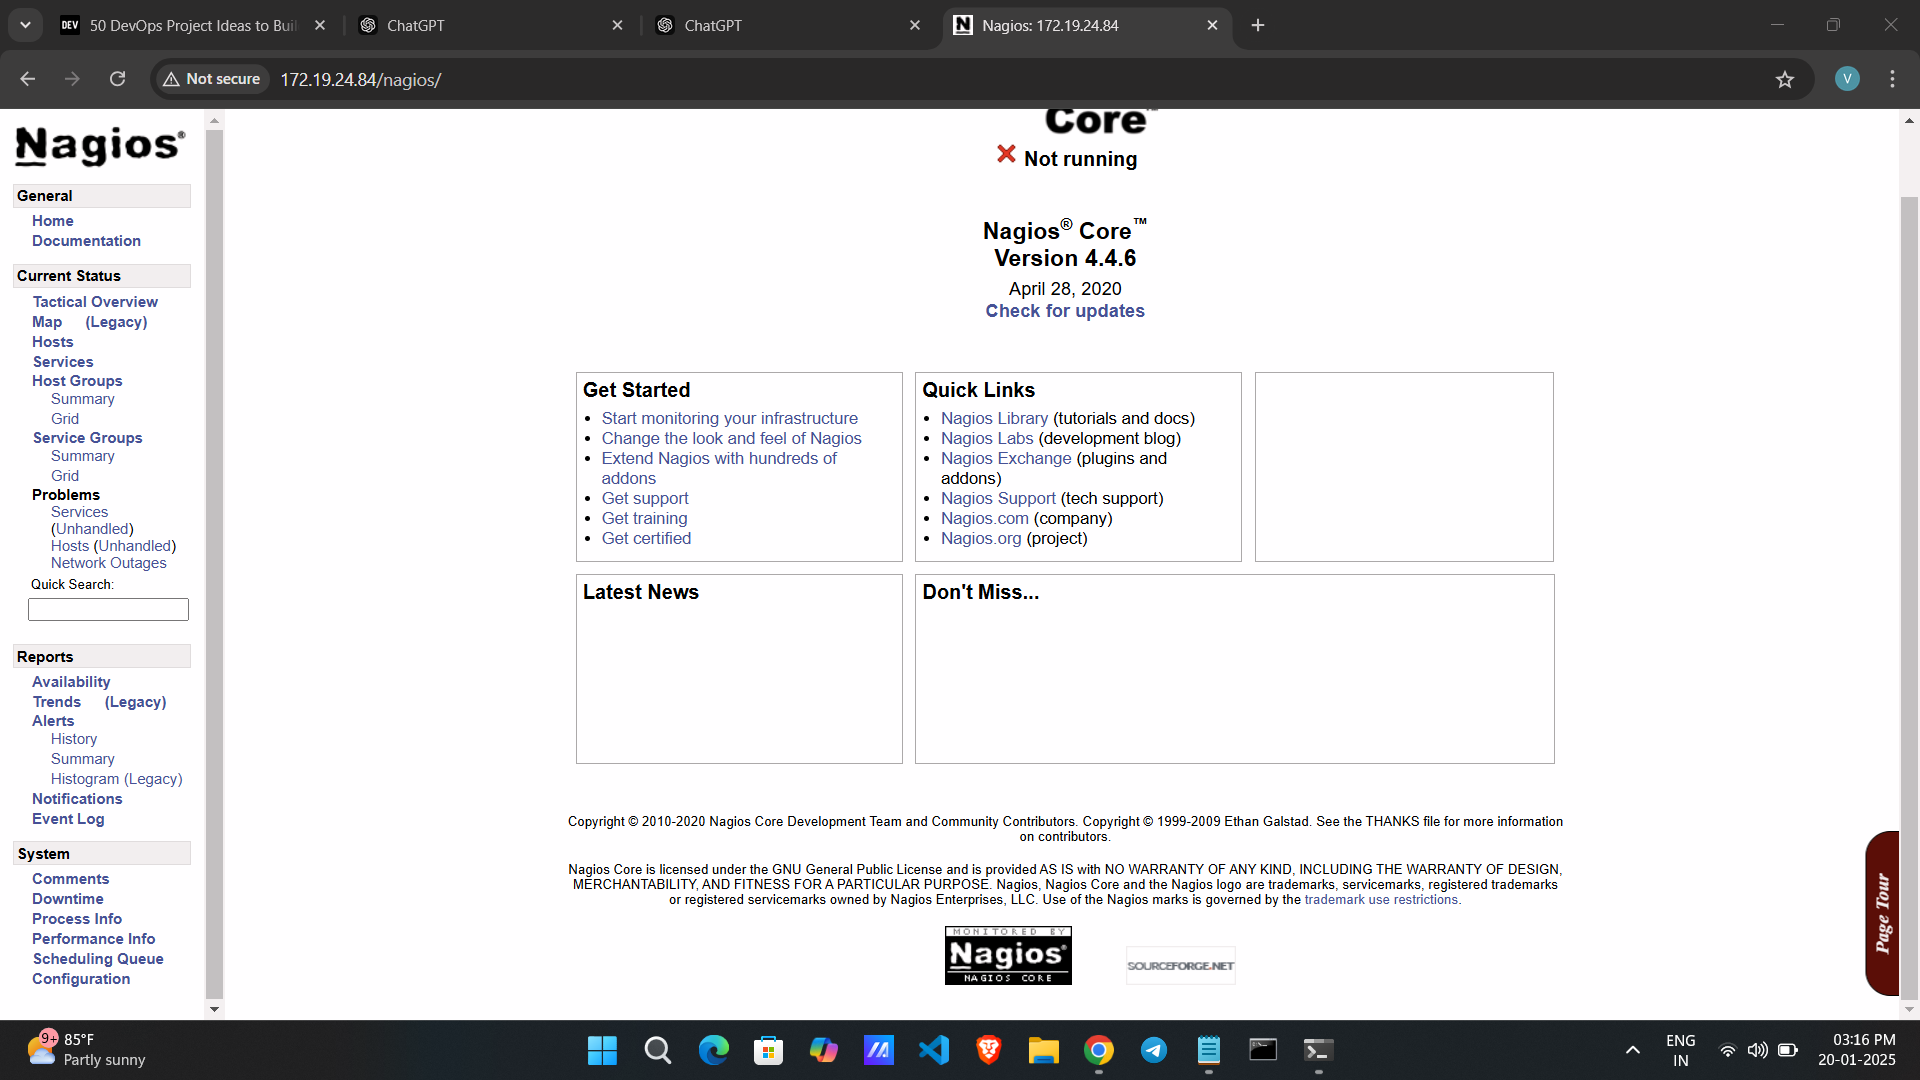 DEV 50 DevOps Project Ideas to Bui
ChatGPT
ChatGPT
N Nagios: 172.19.24.84
Not secure
172.19.24.84/nagios/
V
Nagios®
General
Home
Documentation
Current Status
Tactical Overview
Map (Legacy)
Hosts
Services
Host Groups
Summary
Grid
Service Groups
Summary
Grid
Problems
Services
(Unhandled)
Hosts (Unhandled)
Network Outages
Quick Search:
Reports
Availability
Trends (Legacy)
Alerts
History
Summary
Histogram (Legacy)
Notifications
Event Log
System
Comments
Downtime
Process Info
Performance Info
Scheduling Queue
Configuration
Core™
Not running
Nagios® Core™
Version 4.4.6
April 28, 2020
Check for updates
Get Started
• Start monitoring your infrastructure
• Change the look and feel of Nagios
• Extend Nagios with hundreds of
addons
• Get support
• Get training
• Get certified
Quick Links
• Nagios Library (tutorials and docs)
• Nagios Labs (development blog)
• Nagios Exchange (plugins and
addons)
• Nagios Support (tech support)
• Nagios.com (company)
• Nagios.org (project)
Latest News
Don't Miss...
Copyright © 2010-2020 Nagios Core Development Team and Community Contributors. Copyright © 1999-2009 Ethan Galstad. See the THANKS file for more information
on contributors.
Nagios Core is licensed under the GNU General Public License and is provided AS IS with NO WARRANTY OF ANY KIND, INCLUDING THE WARRANTY OF DESIGN,
MERCHANTABILITY, AND FITNESS FOR A PARTICULAR PURPOSE. Nagios, Nagios Core and the Nagios logo are trademarks, servicemarks, registered trademarks
or registered servicemarks owned by Nagios Enterprises, LLC. Use of the Nagios marks is governed by the trademark use restrictions.
MONITORED BY
Nagios®
NAGIOS CORE
SOURCEFORGE.NET
Page Tour
9+
85°F
Partly sunny
ENG
IN
03:16 PM
20-01-2025